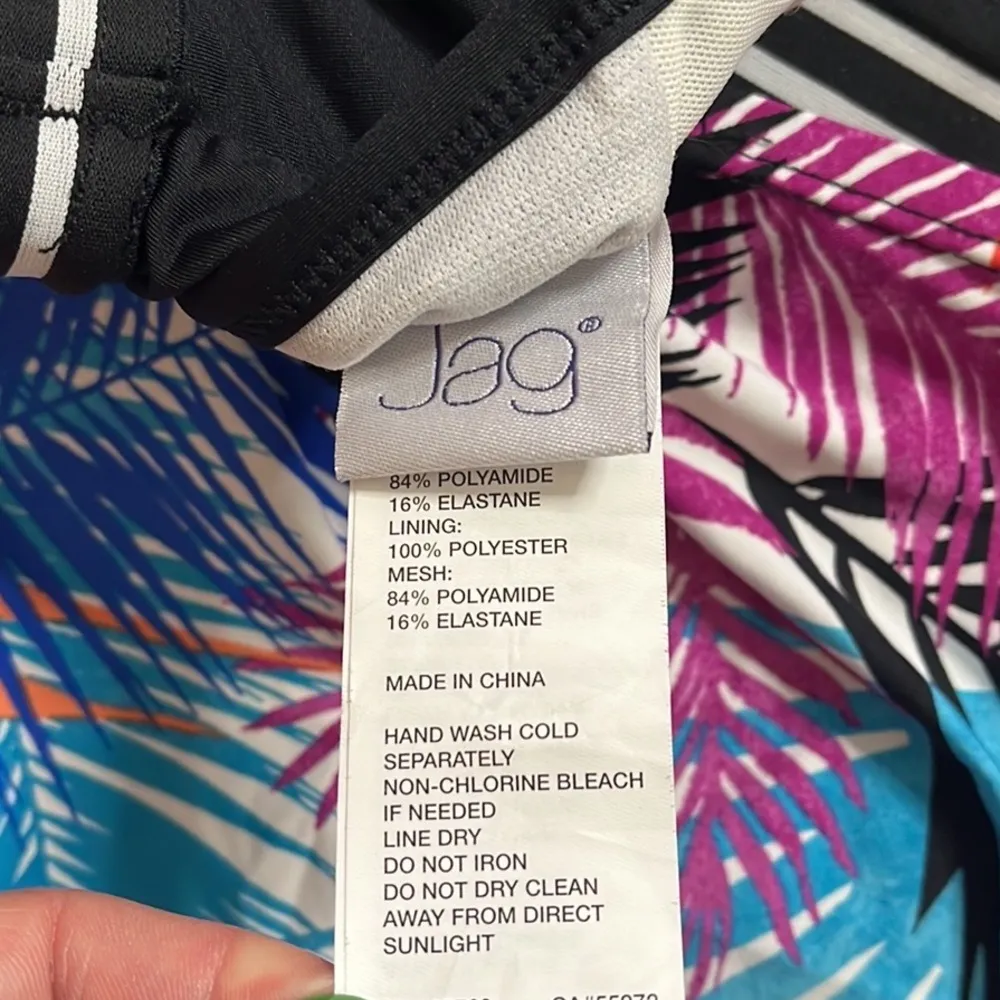 Jag®
84% POLYAMIDE
16% ELASTANE
LINING:
100% POLYESTER
MESH:
84% POLYAMIDE
16% ELASTANE
MADE IN CHINA
HAND WASH COLD
SEPARATELY
NON-CHLORINE BLEACH
IF NEEDED
LINE DRY
DO NOT IRON
DO NOT DRY CLEAN
AWAY FROM DIRECT
SUNLIGHT